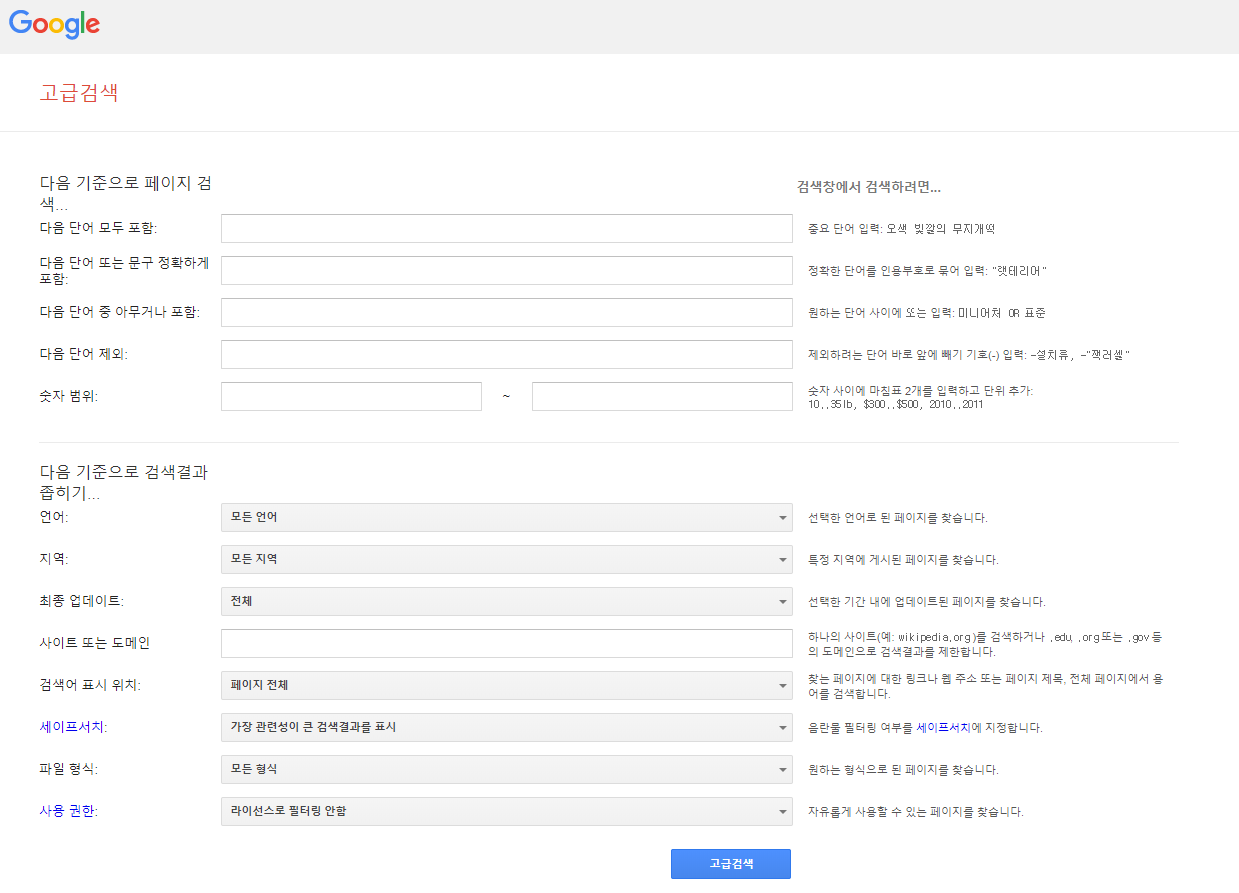 Google
고급검색
다음 기준으로 페이지 검
색...
검색창에서 검색하려면...
다음 단어 모두 포함:
중요 단어 입력: 오색 빛깔의 무지개떡
다음 단어 또는 문구 정확하게
포함:
정확한 단어를 인용부호로 묶어 입력: "랫테리어"
다음 단어 중 아무거나 포함:
원하는 단어 사이에 또는 입력: 미니어처 OR 표준
다음 단어 제외:
제외하려는 단어 바로 앞에 빼기 기호(-) 입력: -설치류, -"잭러셀"
숫자 범위:
~
숫자 사이에 마침표 2개를 입력하고 단위 추가:
10..35lb, $300..$500, 2010..2011
다음 기준으로 검색결과
좁히기...
언어:
모든 언어
선택한 언어로 된 페이지를 찾습니다.
지역:
모든 지역
특정 지역에 게시된 페이지를 찾습니다.
최종 업데이트:
전체
선택한 기간 내에 업데이트된 페이지를 찾습니다.
사이트 또는 도메인
하나의 사이트(예: wikipedia.org)를 검색하거나 .edu, .org 또는 .gov 등
의 도메인으로 검색결과를 제한합니다.
검색어 표시 위치:
페이지 전체
찾는 페이지에 대한 링크나 웹 주소 또는 페이지 제목, 전체 페이지에서 용
어를 검색합니다.
세이프서치:
가장 관련성이 큰 검색결과를 표시
음란물 필터링 여부를 세이프서치에 지정합니다.
파일 형식:
모든 형식
원하는 형식으로 된 페이지를 찾습니다.
사용 권한:
라이선스로 필터링 안함
자유롭게 사용할 수 있는 페이지를 찾습니다.
고급검색